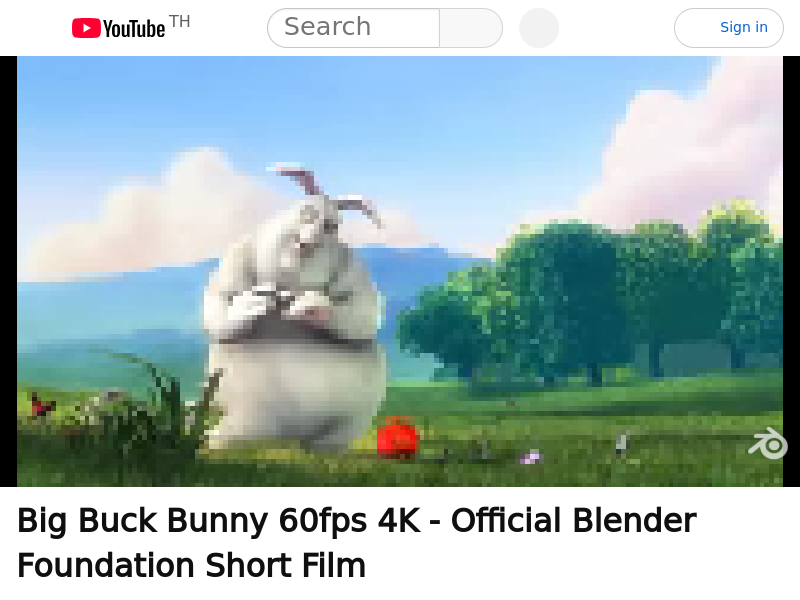 YouTube TH
Search
Sign in
Big Buck Bunny 60fps 4K - Official Blender
Foundation Short Film